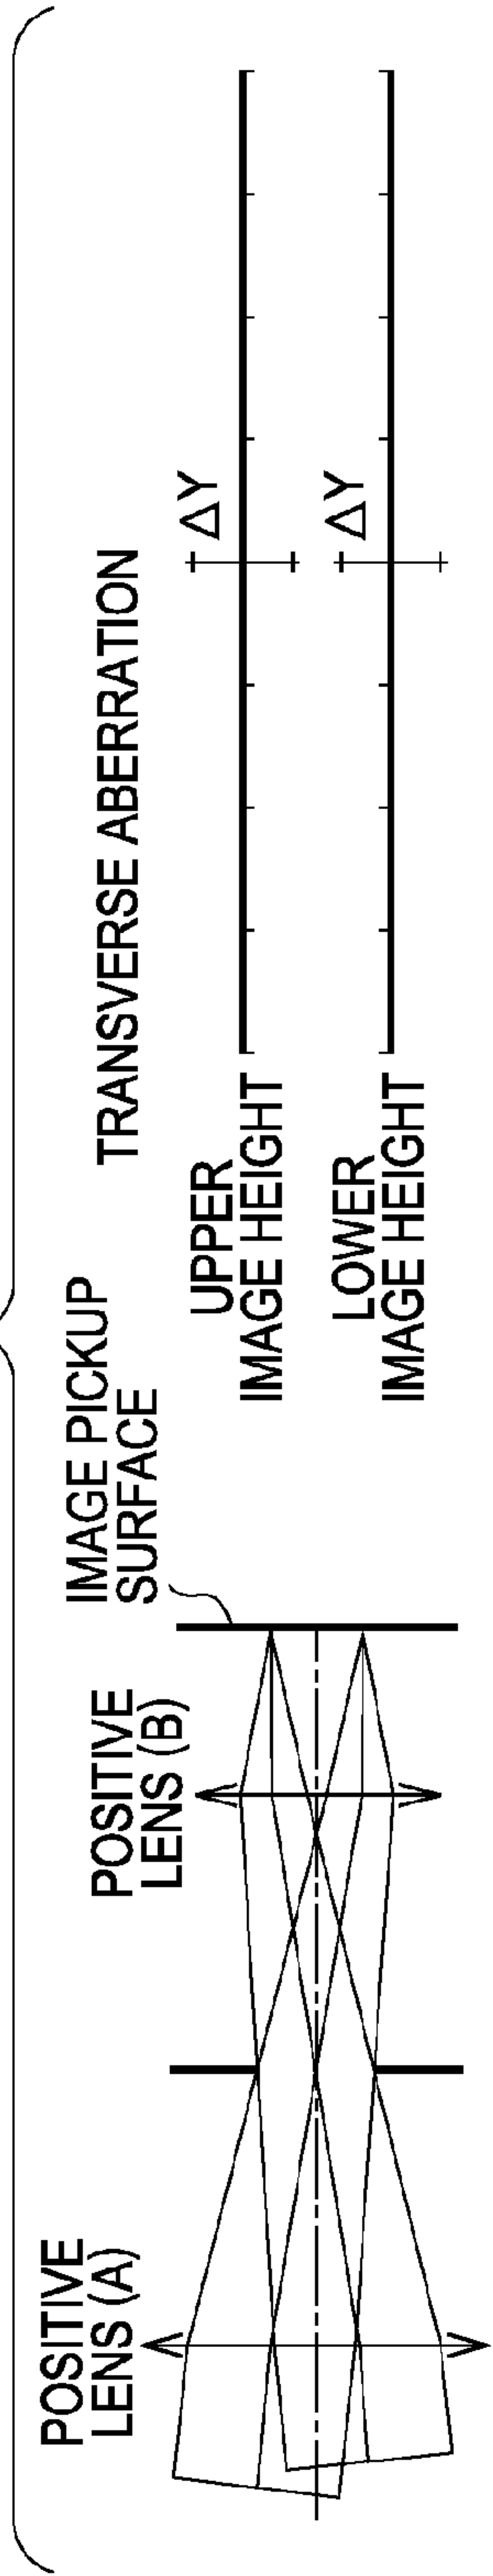 POSITIVE
LENS (A)
POSITIVE
LENS (B)
IMAGE PICKUP
SURFACE
TRANSVERSE ABERRATION
UPPER
IMAGE HEIGHT
ΔY
LOWER
IMAGE HEIGHT
ΔY